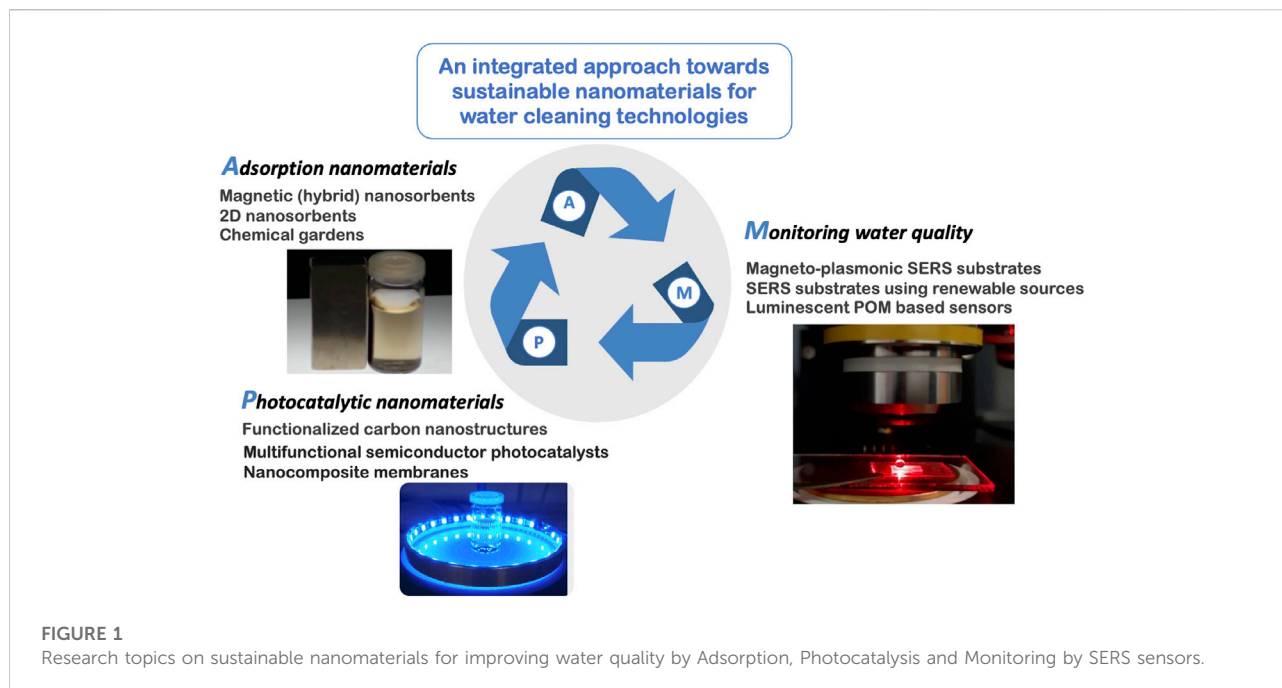 An integrated approach towards
sustainable nanomaterials for
water cleaning technologies
Adsorption nanomaterials
Magnetic (hybrid) nanosorbents
2D nanosorbents
Chemical gardens
A
Monitoring water quality
Magneto-plasmonic SERS substrates
SERS substrates using renewable sources
Luminescent POM based sensors
M
P
Photocatalytic nanomaterials
Functionalized carbon nanostructures
Multifunctional semiconductor photocatalysts
Nanocomposite membranes
FIGURE 1
Research topics on sustainable nanomaterials for improving water quality by Adsorption, Photocatalysis and Monitoring by SERS sensors.